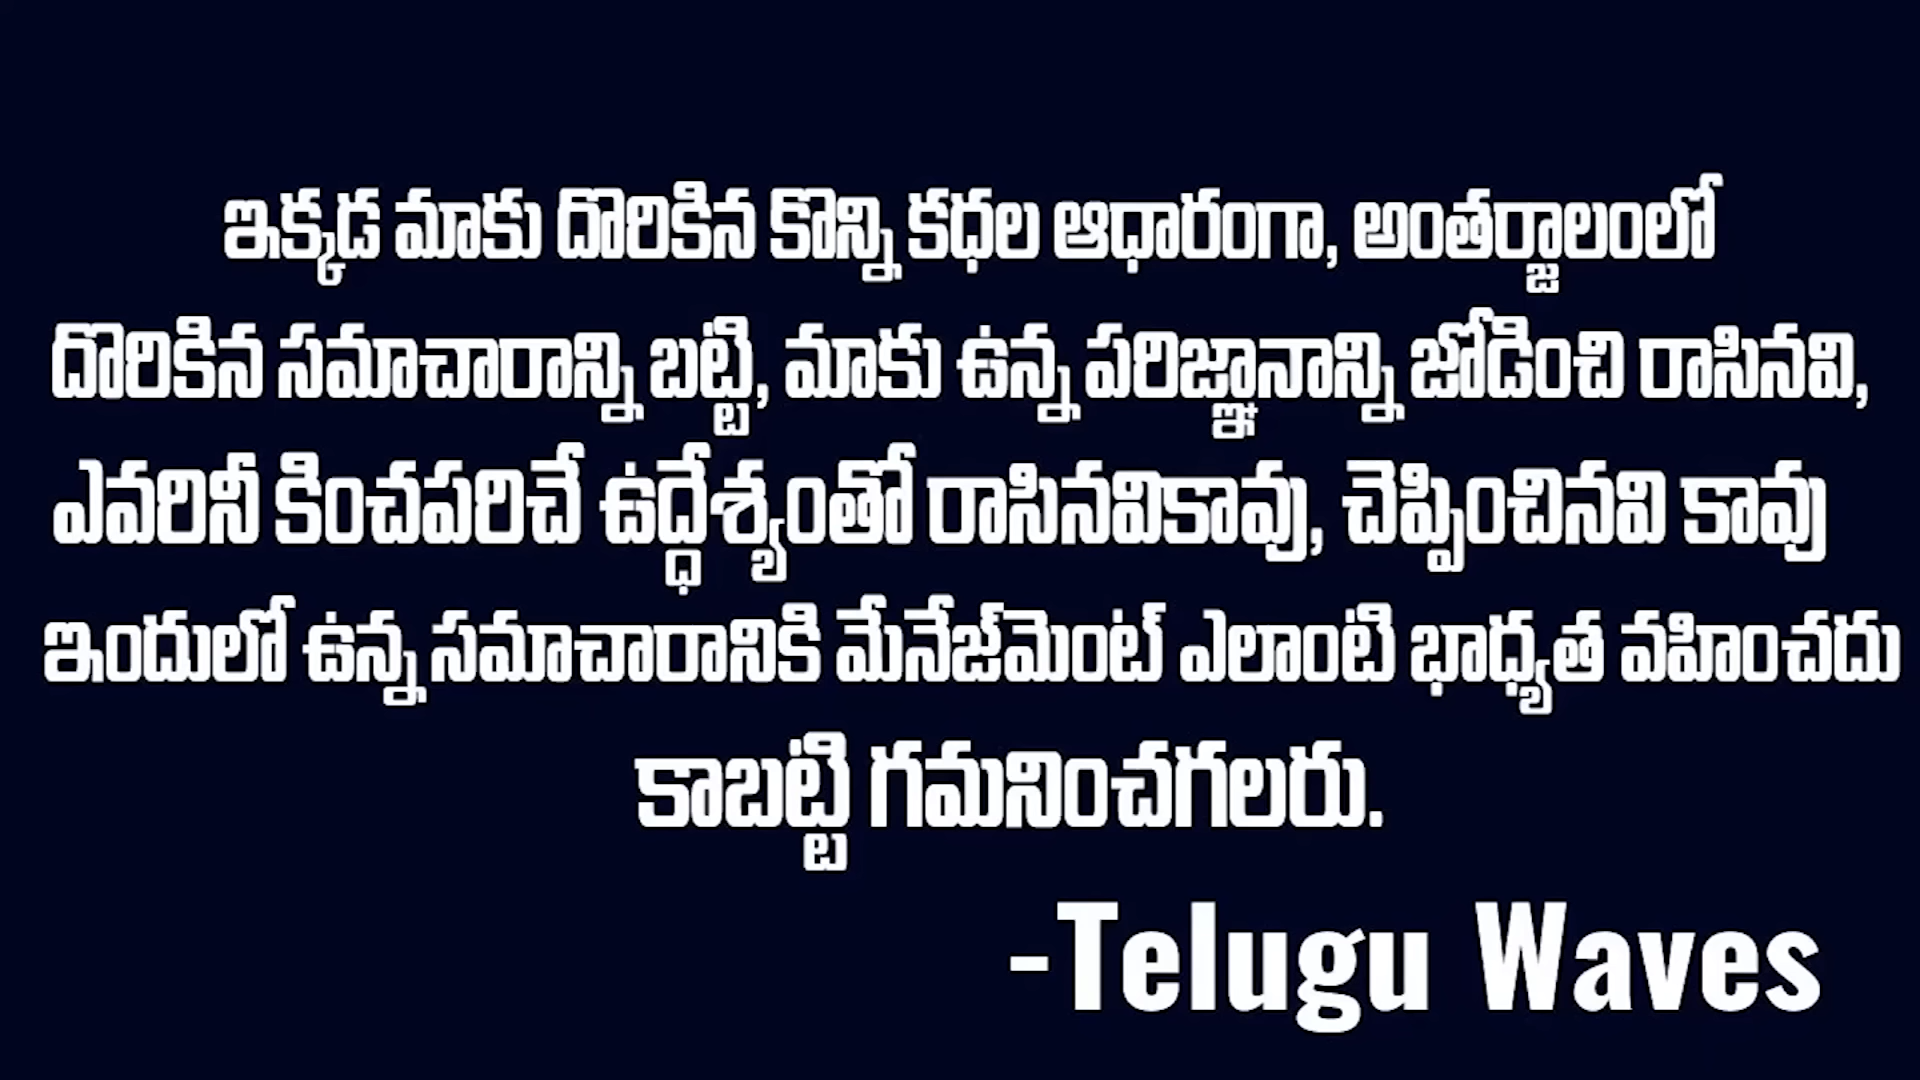 ఇక్కడ మాకు దొరికిన కొన్ని కధల ఆధారంగా, అంతర్జాలంలో
దొరికిన సమాచారాన్ని బట్టి, మాకు ఉన్న పరిజ్ఞానాన్ని జోడించి రాసినవి,
ఎవరినీ కించపరిచే ఉద్ధేశ్యంతో రాసినవికావు, చెప్పించినవి కావు
ఇందులో ఉన్న సమాచారానికి మేనేజ్‌మెంట్ ఎలాంటి భాధ్యత వహించదు
కాబట్టి గమనించగలరు.
-Telugu Waves